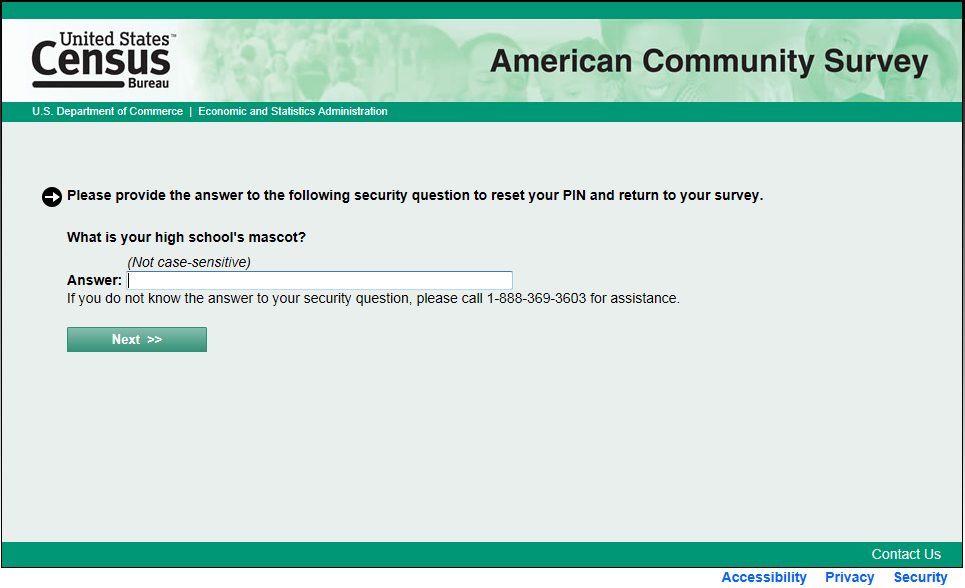 United States™
Census
Bureau
American Community Survey
U.S. Department of Commerce | Economic and Statistics Administration
Please provide the answer to the following security question to reset your PIN and return to your survey.
What is your high school's mascot?
(Not case-sensitive)
Answer:
If you do not know the answer to your security question, please call 1-888-369-3603 for assistance.
Next >>
Contact Us
Accessibility Privacy Security